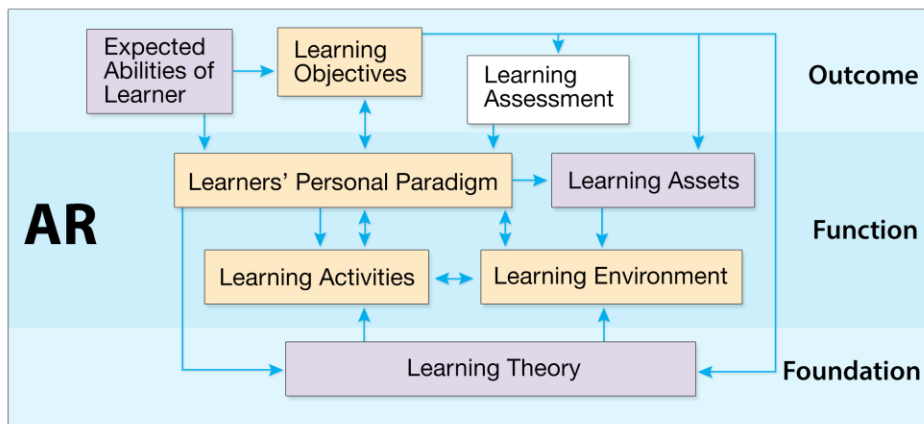 Expected
Abilities of
Learner
Learning
Objectives
Learning
Assessment
Outcome
Learners' Personal Paradigm
Learning Assets
AR
Function
Learning Activities
Learning Environment
Learning Theory
Foundation